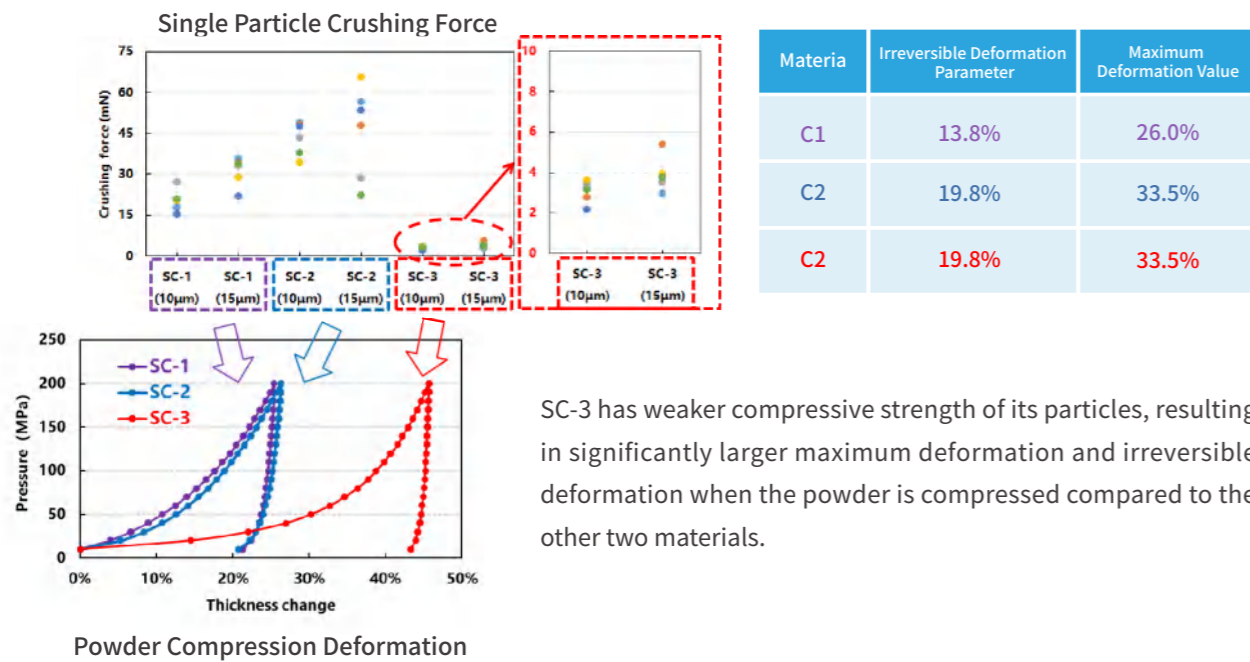 Single Particle Crushing Force
75
60
45
30
15
0
Crushing force (mN)
10
8
6
4
2
0
SC-1 SC-1 SC-2 SC-2 SC-3 SC-3
(10μm) (15μm) (10μm) (15μm) (10μm) (15μm)
SC-3 SC-3
(10μm) (15μm)
Materia Irreversible Deformation Parameter Maximum Deformation Value
C1 13.8% 26.0%
C2 19.8% 33.5%
C2 19.8% 33.5%
250
200
150
100
50
0
Pressure (MPa)
SC-1
SC-2
SC-3
0% 10% 20% 30% 40% 50%
Thickness change
Powder Compression Deformation
SC-3 has weaker compressive strength of its particles, resulting
in significantly larger maximum deformation and irreversible
deformation when the powder is compressed compared to the
other two materials.